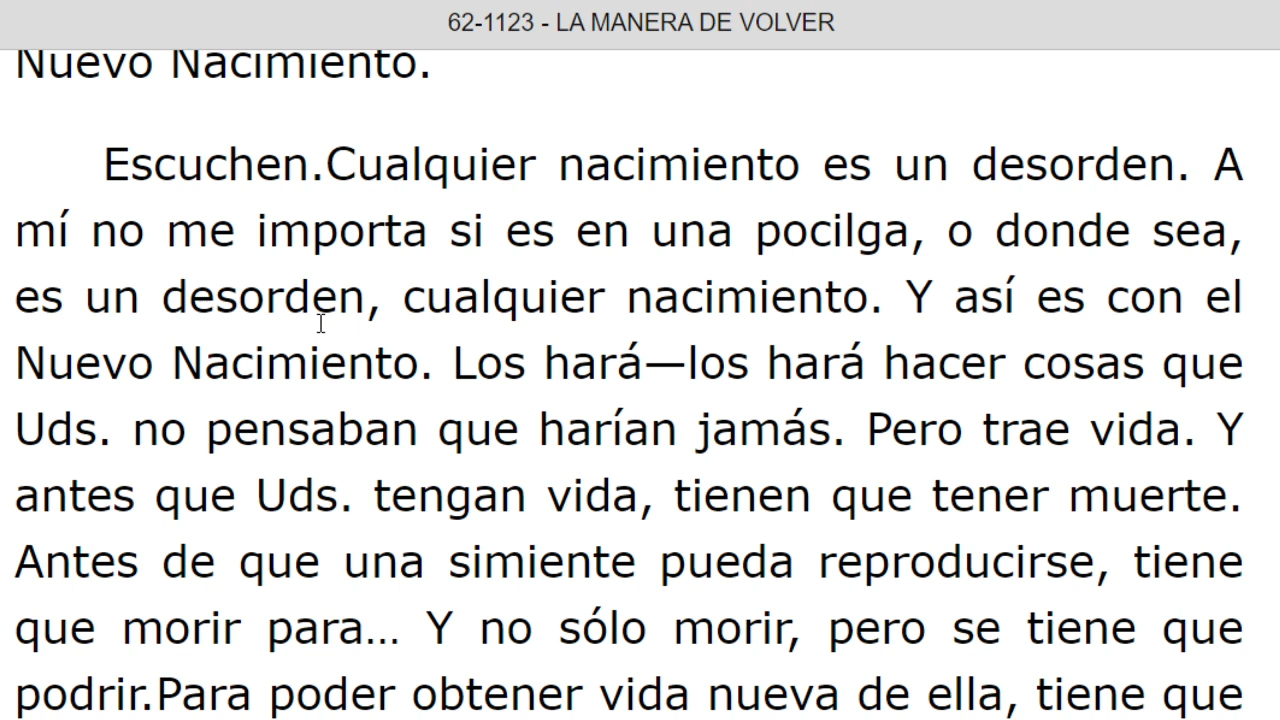 62-1123 - LA MANERA DE VOLVER
Nuevo Nacimiento.
Escuchen.Cualquier nacimiento es un desorden. A
mí no me importa si es en una pocilga, o donde sea,
es un desorden, cualquier nacimiento. Y así es con el
Nuevo Nacimiento. Los hará—los hará hacer cosas que
Uds. no pensaban que harían jamás. Pero trae vida. Y
antes que Uds. tengan vida, tienen que tener muerte.
Antes de que una simiente pueda reproducirse, tiene
que morir para… Y no sólo morir, pero se tiene que
podrir.Para poder obtener vida nueva de ella, tiene que